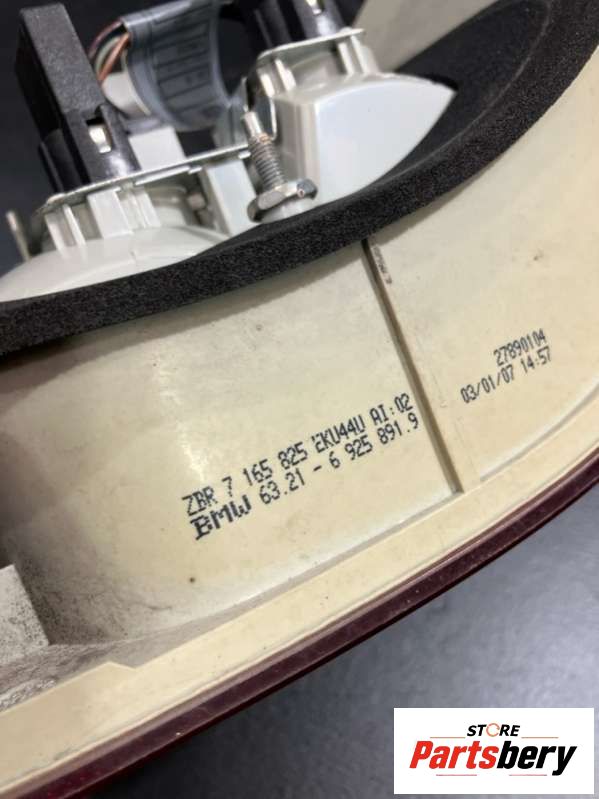 27890104
03/01/07 14:57
ZBR 7 165 825 EKU44U AI:02
BMW 63.21 - 6 925 891.9
STORE
Partsbery